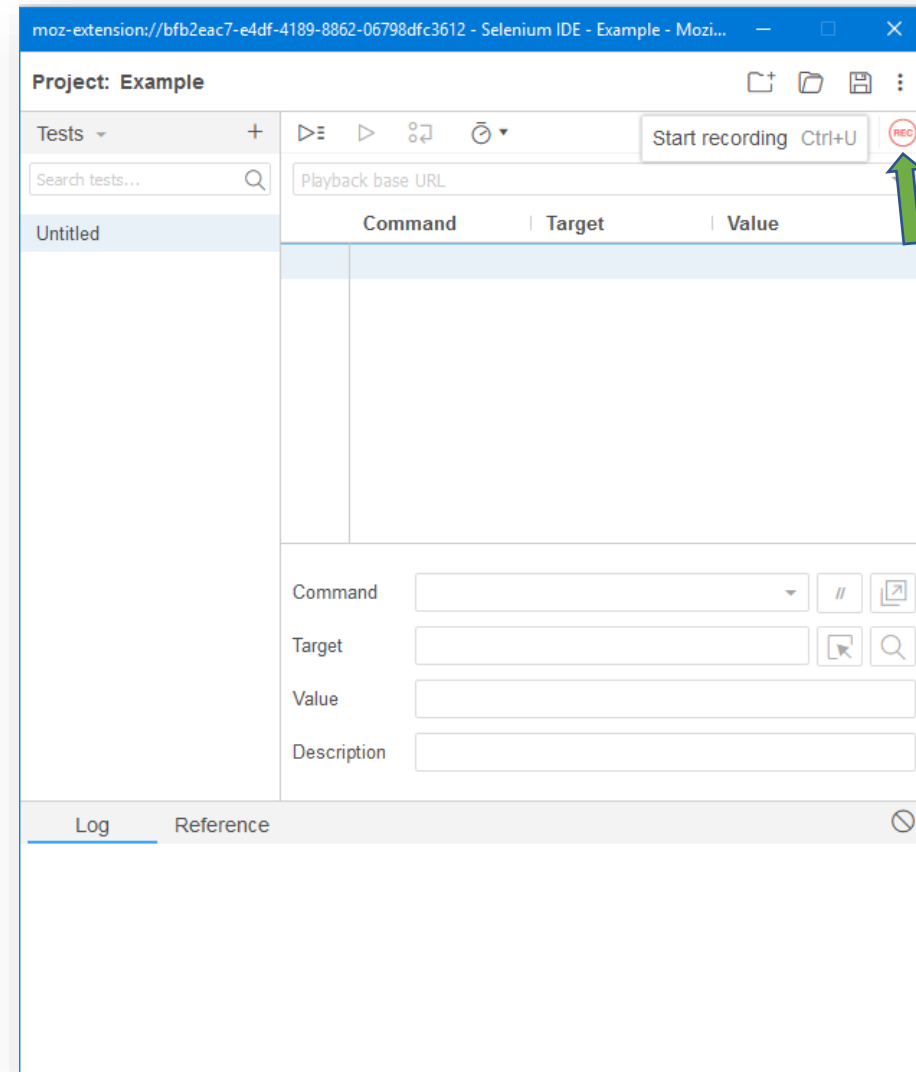 moz-extension://bfb2eac7-e4df-4189-8862-06798dfc3612 - Selenium IDE - Example - Mozi...
Project: Example
Tests
Start recording Ctrl+U
REC
Search tests...
Playback base URL
Command Target Value
Untitled
Command
//
Target
Value
Description
Log Reference